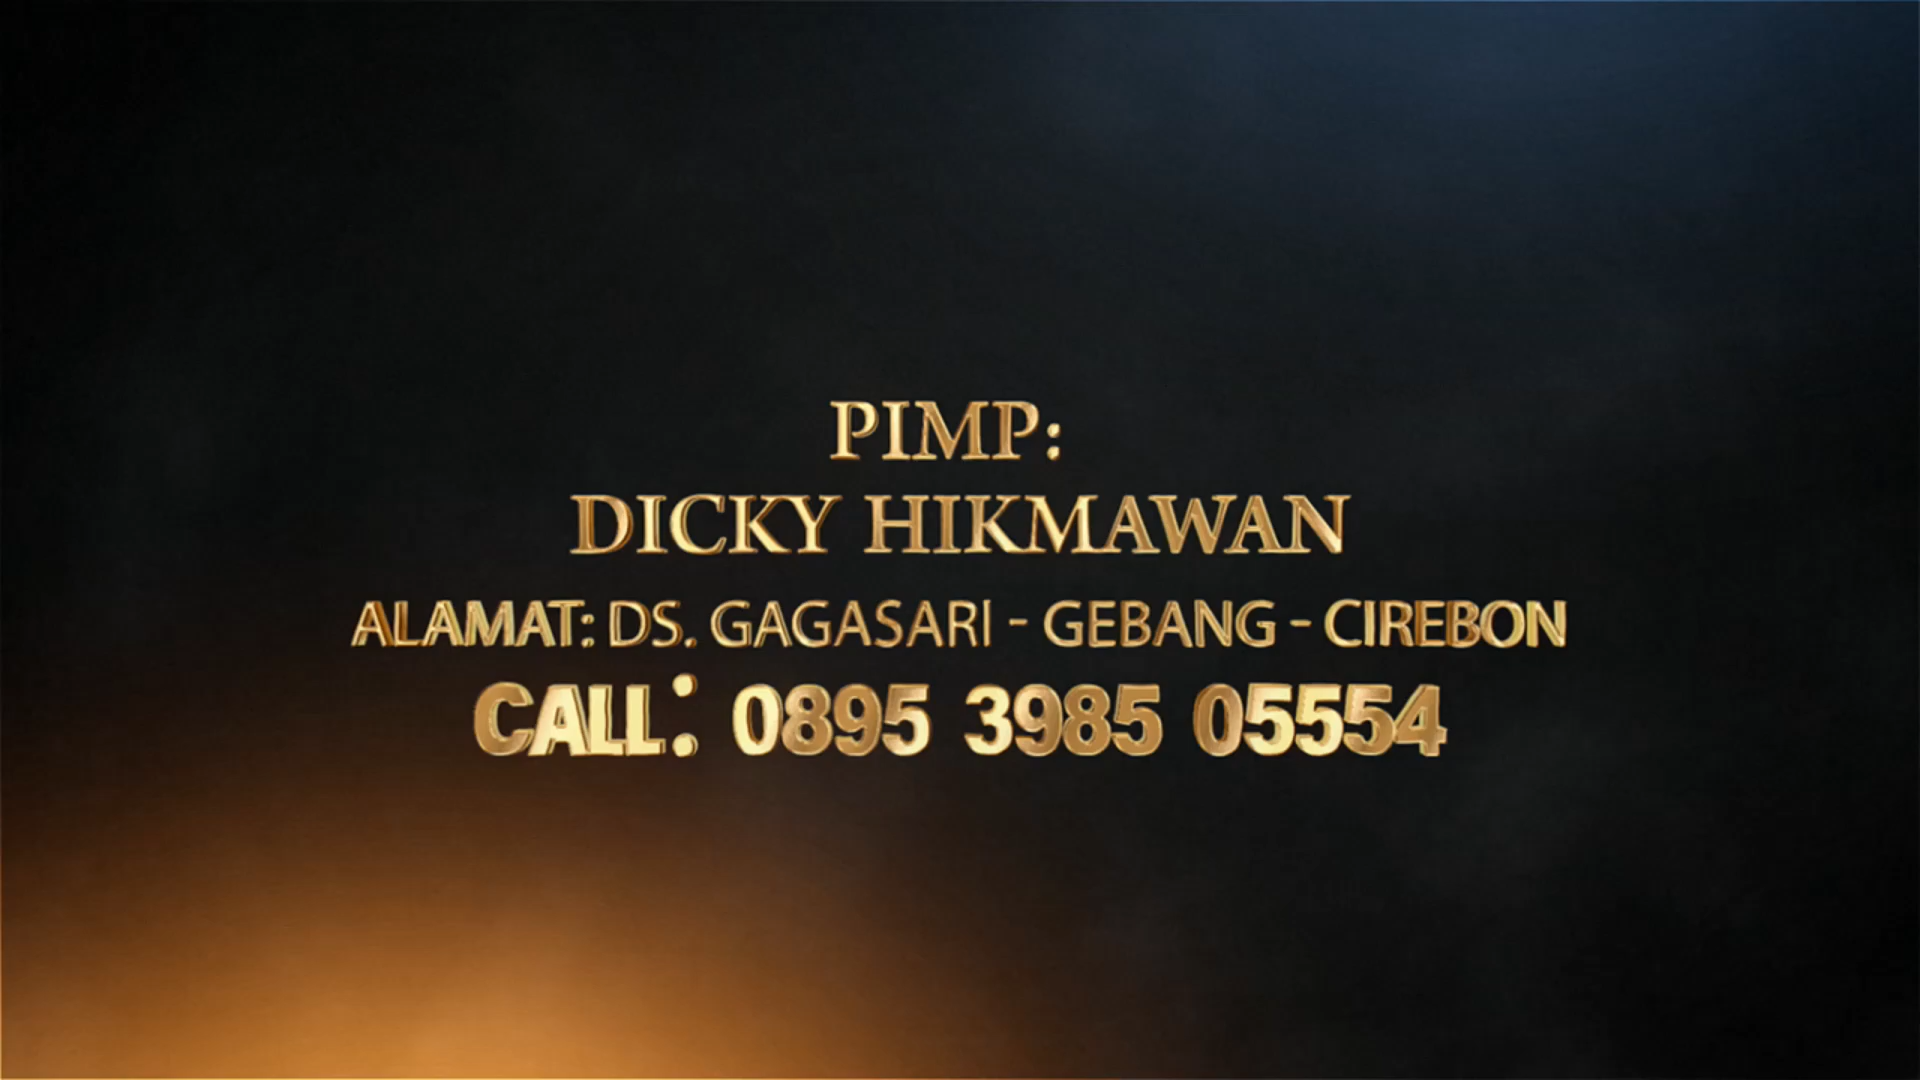 PIMP:
DICKY HIKMAWAN
ALAMAT: DS. GAGASARI - GEBANG - CIREBON
CALL: 0895 3985 05554